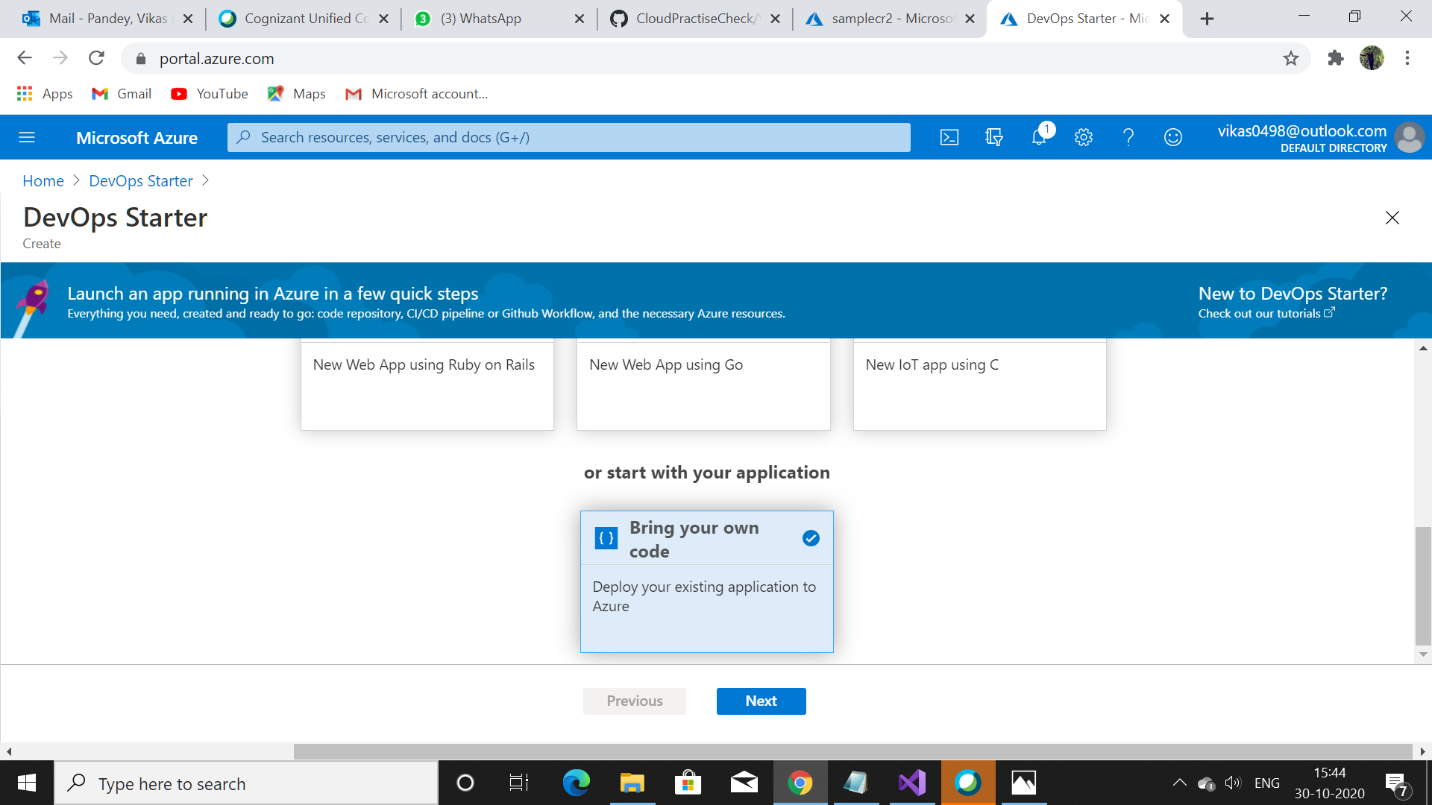 Mail - Pandey, Vikas
Cognizant Unified Co
3
(3) WhatsApp
CloudPractiseCheck/
samplecr2 - Microso
DevOps Starter - Mic
portal.azure.com
Apps
Gmail
YouTube
Maps
Microsoft account...
Microsoft Azure
Search resources, services, and docs (G+/)
1
vikas0498@outlook.com
DEFAULT DIRECTORY
Home > DevOps Starter >
DevOps Starter
Create
Launch an app running in Azure in a few quick steps
Everything you need, created and ready to go: code repository, CI/CD pipeline or Github Workflow, and the necessary Azure resources.
New to DevOps Starter?
Check out our tutorials
New Web App using Ruby on Rails
New Web App using Go
New IoT app using C
or start with your application
Bring your own
code
Deploy your existing application to
Azure
Previous
Next
Type here to search
ENG
15:44
30-10-2020
7